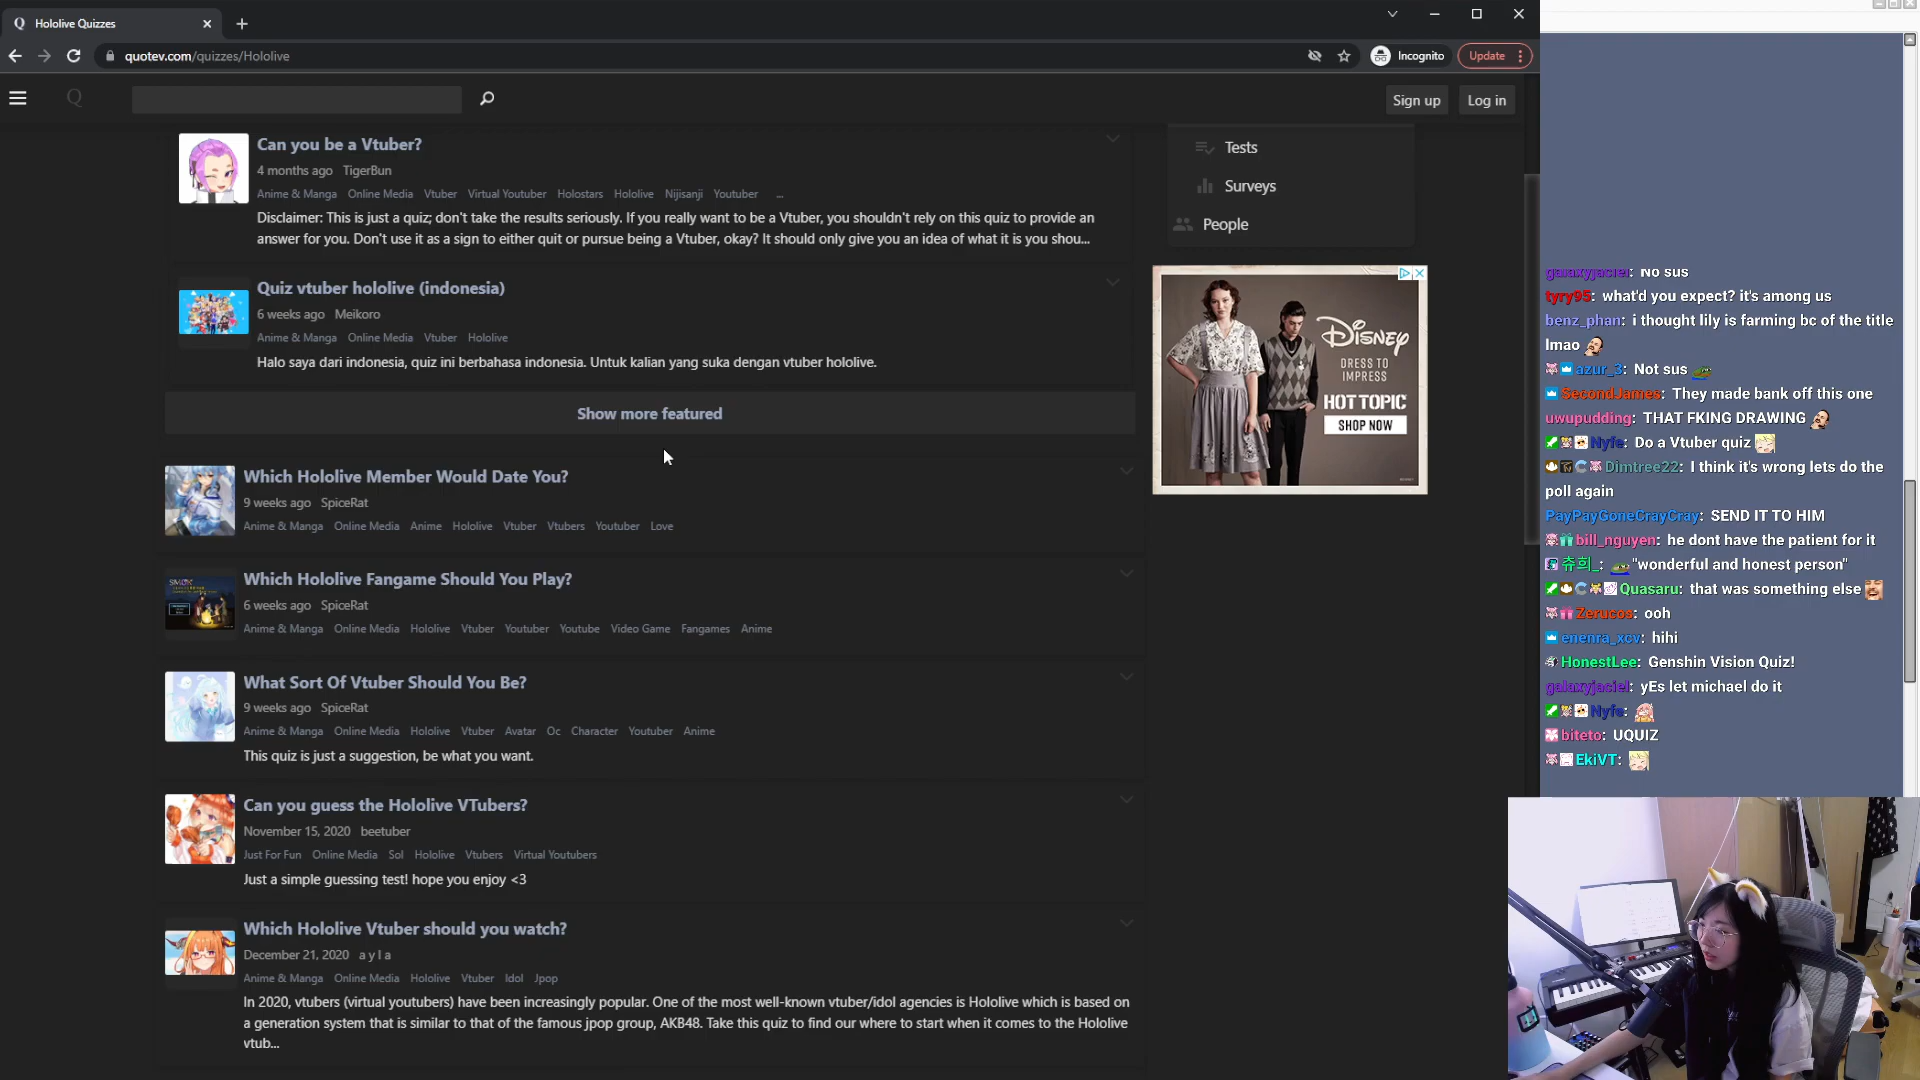 Q Hololive Quizzes
quotev.com/quizzes/Hololive
Incognito
Update
Q
Sign up
Log in
Can you be a Vtuber?
4 months ago TigerBun
Anime & Manga Online Media Vtuber Virtual Youtuber Holostars Hololive Nijisanji Youtuber ...
Disclaimer: This is just a quiz; don't take the results seriously. If you really want to be a Vtuber, you shouldn't rely on this quiz to provide an
answer for you. Don't use it as a sign to either quit or pursue being a Vtuber, okay? It should only give you an idea of what it is you shou...
Quiz vtuber hololive (indonesia)
6 weeks ago Meikoro
Anime & Manga Online Media Vtuber Hololive
Halo saya dari indonesia, quiz ini berbahasa indonesia. Untuk kalian yang suka dengan vtuber hololive.
Show more featured
Which Hololive Member Would Date You?
9 weeks ago SpiceRat
Anime & Manga Online Media Anime Hololive Vtuber Vtubers Youtuber Love
Which Hololive Fangame Should You Play?
6 weeks ago SpiceRat
Anime & Manga Online Media Hololive Vtuber Youtuber Youtube Video Game Fangames Anime
What Sort Of Vtuber Should You Be?
9 weeks ago SpiceRat
Anime & Manga Online Media Hololive Vtuber Avatar Oc Character Youtuber Anime
This quiz is just a suggestion, be what you want.
Can you guess the Hololive VTubers?
November 15, 2020 beetuber
Just For Fun Online Media Sol Hololive Vtubers Virtual Youtubers
Just a simple guessing test! hope you enjoy <3
Which Hololive Vtuber should you watch?
December 21, 2020 a y l a
Anime & Manga Online Media Hololive Vtuber Idol Jpop
In 2020, vtubers (virtual youtubers) have been increasingly popular. One of the most well-known vtuber/idol agencies is Hololive which is based on
a generation system that is similar to that of the famous jpop group, AKB48. Take this quiz to find our where to start when it comes to the Hololive
vtub...
Tests
Surveys
People
Disney
DRESS TO
IMPRESS
HOT TOPIC
SHOP NOW
galaxyjaciel: No sus
tyry95: what'd you expect? it's among us
benz_phan: i thought lily is farming bc of the title
lmao
azur_3: Not sus
SecondJames: They made bank off this one
uwupudding: THAT FKING DRAWING
Nyfe: Do a Vtuber quiz
Dimtree22: I think it's wrong lets do the
poll again
PayPayGoneCrayCray: SEND IT TO HIM
bill_nguyen: he dont have the patient for it
츄희_: "wonderful and honest person"
Quasaru: that was something else
Zerucos: ooh
enenra_xcv: hihi
HonestLee: Genshin Vision Quiz!
galaxyjaciel: yEs let michael do it
Nyfe:
biteto: UQUIZ
EkiVT: